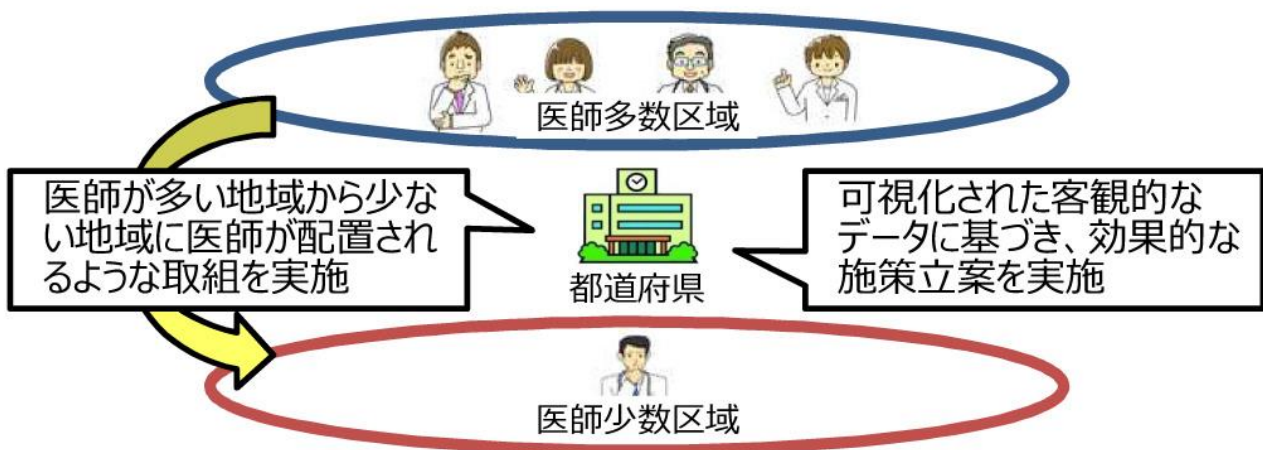 医師多数区域
医師が多い地域から少な
い地域に医師が配置され
るような取組を実施
都道府県
可視化された客観的な
データに基づき、効果的な
施策立案を実施
医師少数区域